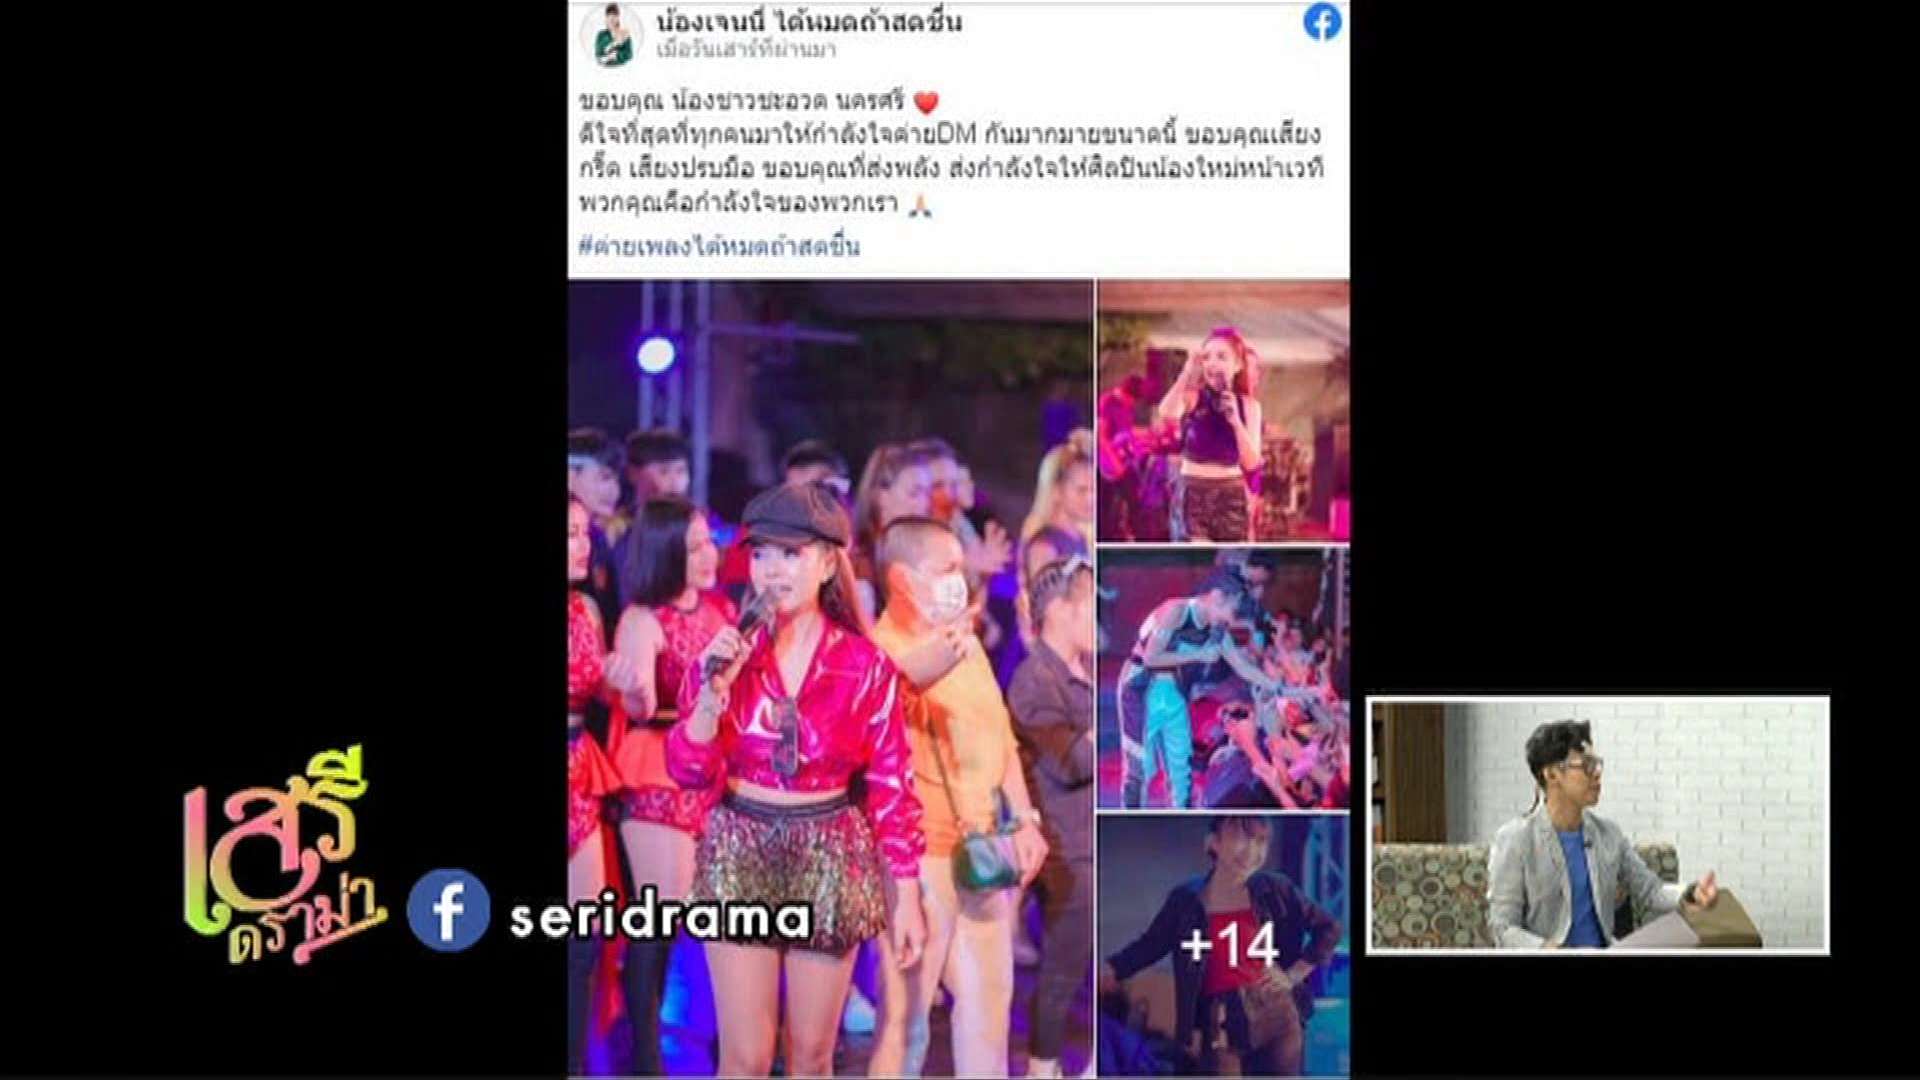 น้องเจนนี่ ได้หมดถ้าสดชื่น
เมื่อวันเสาร์ที่ผ่านมา
ขอบคุณ น้องชาวชะอวด นครศรี ❤️
ดีใจที่สุดที่ทุกคนมาให้กำลังใจค่ายDM กันมากมายขนาดนี้ ขอบคุณเสียง
กรี๊ด เสียงปรบมือ ขอบคุณที่ส่งพลัง ส่งกำลังใจให้ศิลปินน้องใหม่หน้าเวที
พวกคุณคือกำลังใจของพวกเรา 🙏🏻
#ค่ายเพลงได้หมดถ้าสดชื่น
+14
เสรี
ดราม่า
f seridrama